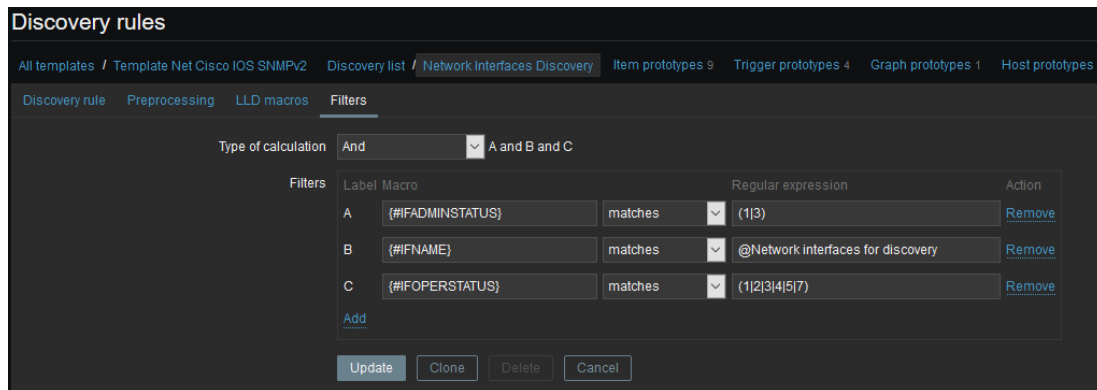 Discovery rules
All templates / Template Net Cisco IOS SNMPv2 Discovery list / Network Interfaces Discovery Item prototypes 9 Trigger prototypes 4 Graph prototypes 1 Host prototypes
Discovery rule Preprocessing LLD macros Filters
Type of calculation And A and B and C
Filters Label Macro Regular expression Action
A {#IFADMINSTATUS} matches (1|3) Remove
B {#IFNAME} matches @Network interfaces for discovery Remove
C {#IFOPERSTATUS} matches (1|2|3|4|5|7) Remove
Add
Update Clone Delete Cancel